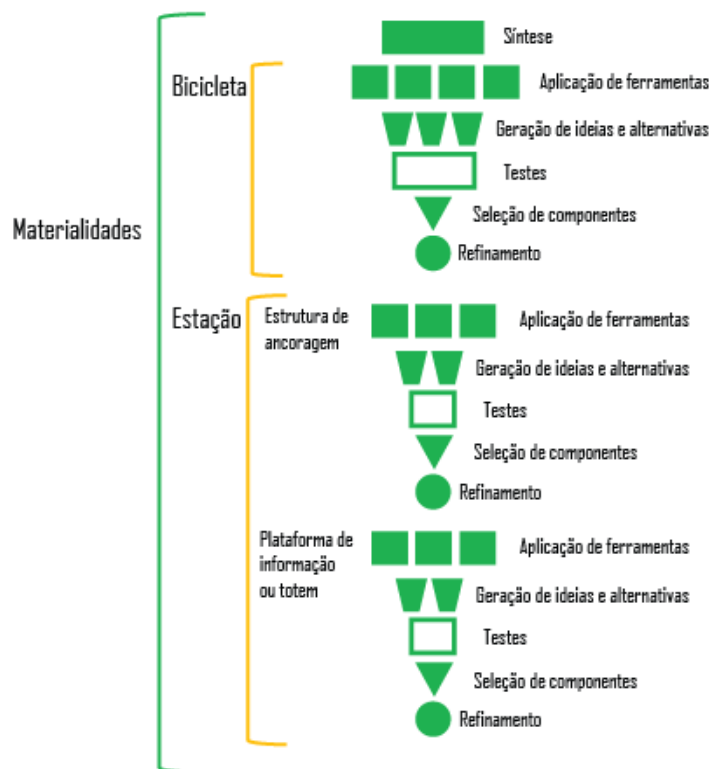 Síntese
Bicicleta
Aplicação de ferramentas
Geração de ideias e alternativas
Testes
Seleção de componentes
Refinamento
Materialidades
Estação
Estrutura de
ancoragem
Aplicação de ferramentas
Geração de ideias e alternativas
Testes
Seleção de componentes
Refinamento
Plataforma de
informação
ou totem
Aplicação de ferramentas
Geração de ideias e alternativas
Testes
Seleção de componentes
Refinamento